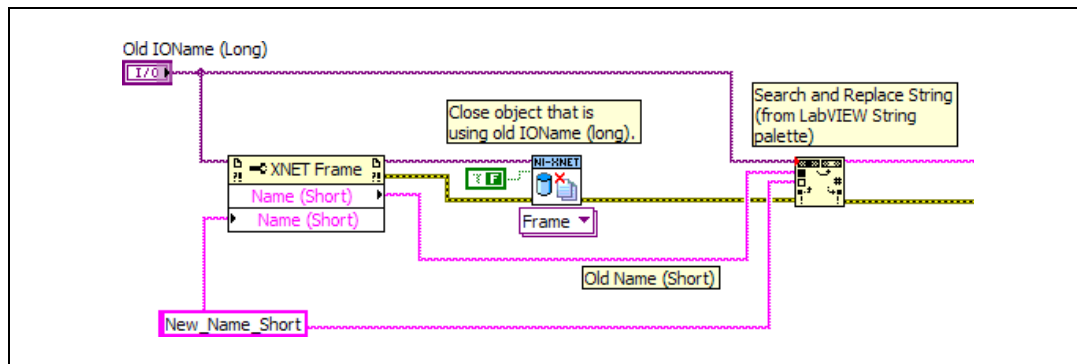 Old IOName (Long)
I/O
Close object that is
using old IOName (long).
Search and Replace String
(from LabVIEW String
palette)
XNET Frame
Name (Short)
Name (Short)
? F
NI-XNET
Frame
#
Old Name (Short)
New_Name_Short